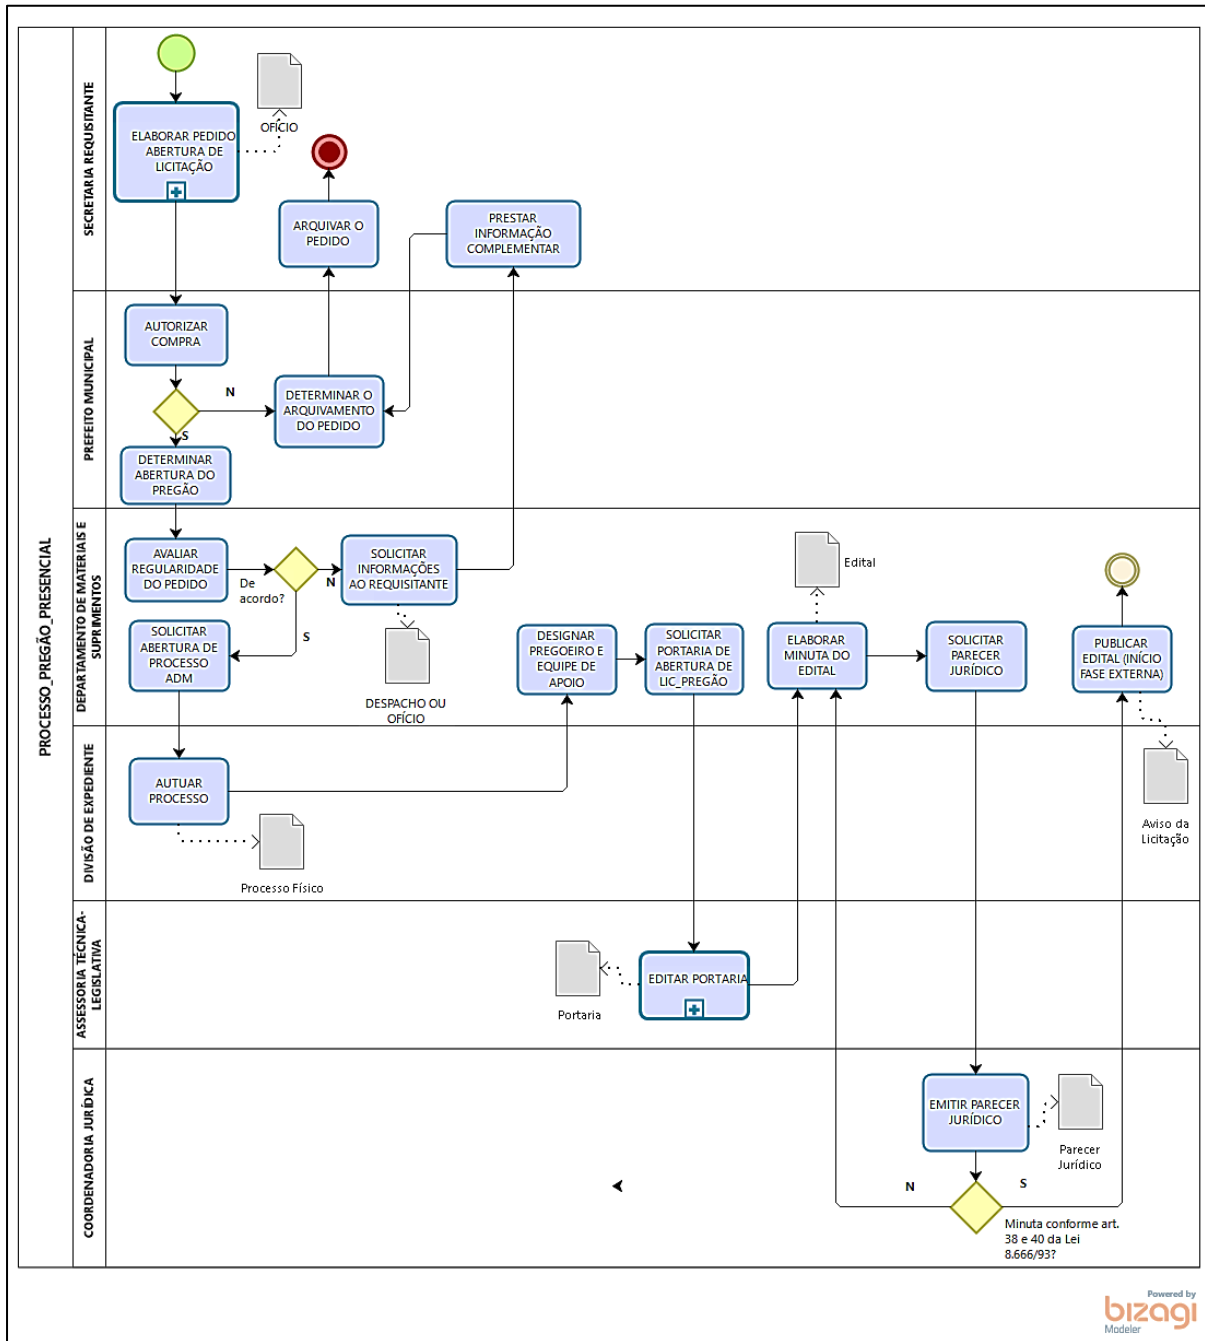 PROCESSO_PREGÃO_PRESENCIAL
SECRETARIA REQUISITANTE
ELABORAR PEDIDO
ABERTURA DE
LICITAÇÃO
OFÍCIO
ARQUIVAR O
PEDIDO
PRESTAR
INFORMAÇÃO
COMPLEMENTAR
PREFEITO MUNICIPAL
AUTORIZAR
COMPRA
N
S
DETERMINAR O
ARQUIVAMENTO
DO PEDIDO
DETERMINAR
ABERTURA DO
PREGÃO
DEPARTAMENTO DE MATERIAIS E
SUPRIMENTOS
AVALIAR
REGULARIDADE
DO PEDIDO
De
acordo?
N
S
SOLICITAR
INFORMAÇÕES
AO REQUISITANTE
DESPACHO OU
OFÍCIO
SOLICITAR
ABERTURA DE
PROCESSO
ADM
DESIGNAR
PREGOEIRO E
EQUIPE DE
APOIO
SOLICITAR
PORTARIA DE
ABERTURA DE
LIC_PREGÃO
Edital
ELABORAR
MINUTA DO
EDITAL
SOLICITAR
PARECER
JURÍDICO
PUBLICAR
EDITAL (INÍCIO
FASE EXTERNA)
DIVISÃO DE EXPEDIENTE
AUTUAR
PROCESSO
Processo Físico
Aviso da
Licitação
ASSESSORIA TÉCNICA-
LEGISLATIVA
Portaria
EDITAR PORTARIA
COORDENADORIA JURÍDICA
EMITIR PARECER
JURÍDICO
Parecer
Jurídico
N
S
Minuta conforme art.
38 e 40 da Lei
8.666/93?
Powered by
bizagi
Modeler